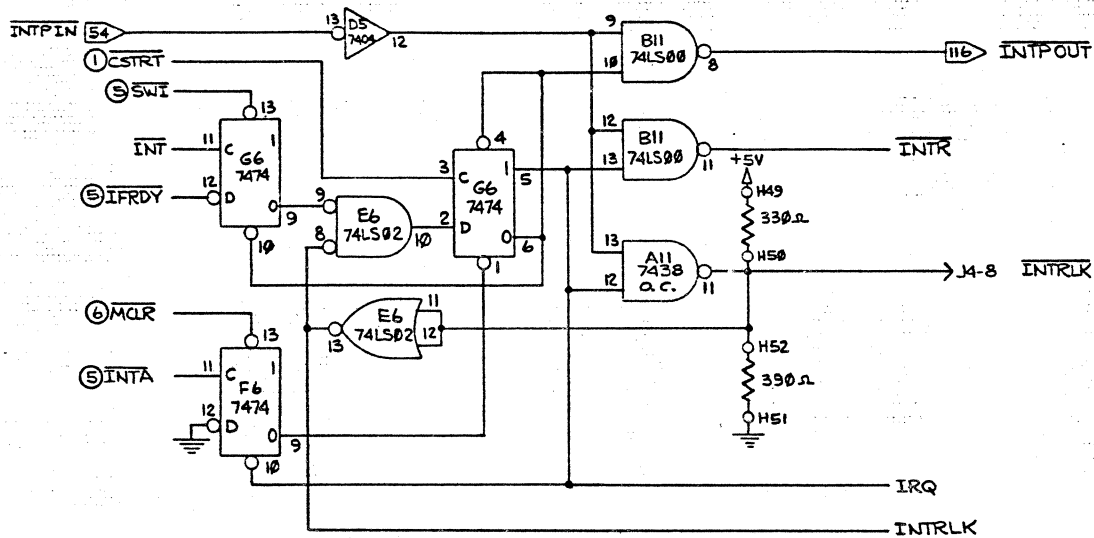 INTPIN 54 13 D5 7404 12 9 10 B11 74LS00 8 116 INTPOUT
① CSTRT
⑤ SWI 13
4 12 13 B11 74LS00 11 INTR
INT 11 C 1 G6 7474
⑤ IFRDY 12 D 0 9 10
9 8 E6 74LS02 10
3 C 1 5 G6 7474 2 D 0 6 1
+5V H49 330Ω H50
13 12 A11 7438 O.C. 11 J4-8 INTRLK
E6 74LS02 11 12 13
⑥ MCLR 13
H52 390Ω H51
⑤ INTA 11 C 1 F6 7474
12 D 0 9
10
IRQ
INTRLK